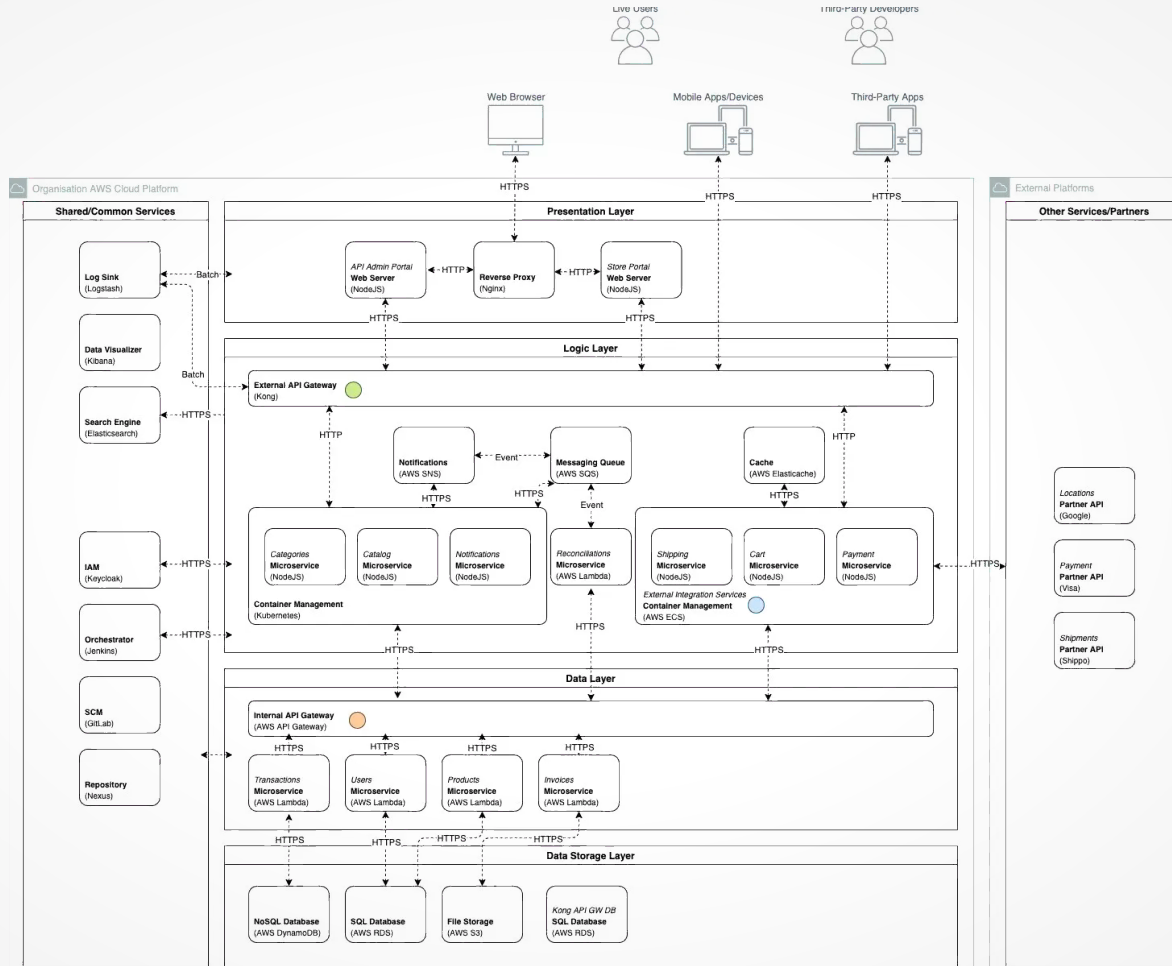 Live Users
Third-Party Developers
Web Browser
Mobile Apps/Devices
Third-Party Apps
HTTPS
HTTPS
HTTPS
Organisation AWS Cloud Platform
External Platforms
Shared/Common Services
Presentation Layer
Other Services/Partners
Log Sink
(Logstash)
Batch
API Admin Portal
Web Server
(NodeJS)
HTTP
Reverse Proxy
(Nginx)
HTTP
Store Portal
Web Server
(NodeJS)
HTTPS
HTTPS
Data Visualizer
(Kibana)
Batch
Logic Layer
External API Gateway
(Kong)
Search Engine
(Elasticsearch)
HTTPS
HTTP
HTTP
Notifications
(AWS SNS)
Event
Messaging Queue
(AWS SQS)
Cache
(AWS Elasticache)
HTTPS
HTTPS
Event
HTTPS
Categories
Microservice
(NodeJS)
Catalog
Microservice
(NodeJS)
Notifications
Microservice
(NodeJS)
Reconciliations
Microservice
(AWS Lambda)
Shipping
Microservice
(NodeJS)
Cart
Microservice
(NodeJS)
Payment
Microservice
(NodeJS)
Container Management
(Kubernetes)
External Integration Services
Container Management
(AWS ECS)
HTTPS
Locations
Partner API
(Google)
Payment
Partner API
(Visa)
Shipments
Partner API
(Shippo)
IAM
(Keycloak)
HTTPS
Orchestrator
(Jenkins)
HTTPS
SCM
(GitLab)
Repository
(Nexus)
HTTPS
HTTPS
HTTPS
Data Layer
Internal API Gateway
(AWS API Gateway)
HTTPS
HTTPS
HTTPS
HTTPS
Transactions
Microservice
(AWS Lambda)
Users
Microservice
(AWS Lambda)
Products
Microservice
(AWS Lambda)
Invoices
Microservice
(AWS Lambda)
HTTPS
HTTPS
HTTPS
HTTPS
Data Storage Layer
NoSQL Database
(AWS DynamoDB)
SQL Database
(AWS RDS)
File Storage
(AWS S3)
Kong API GW DB
SQL Database
(AWS RDS)